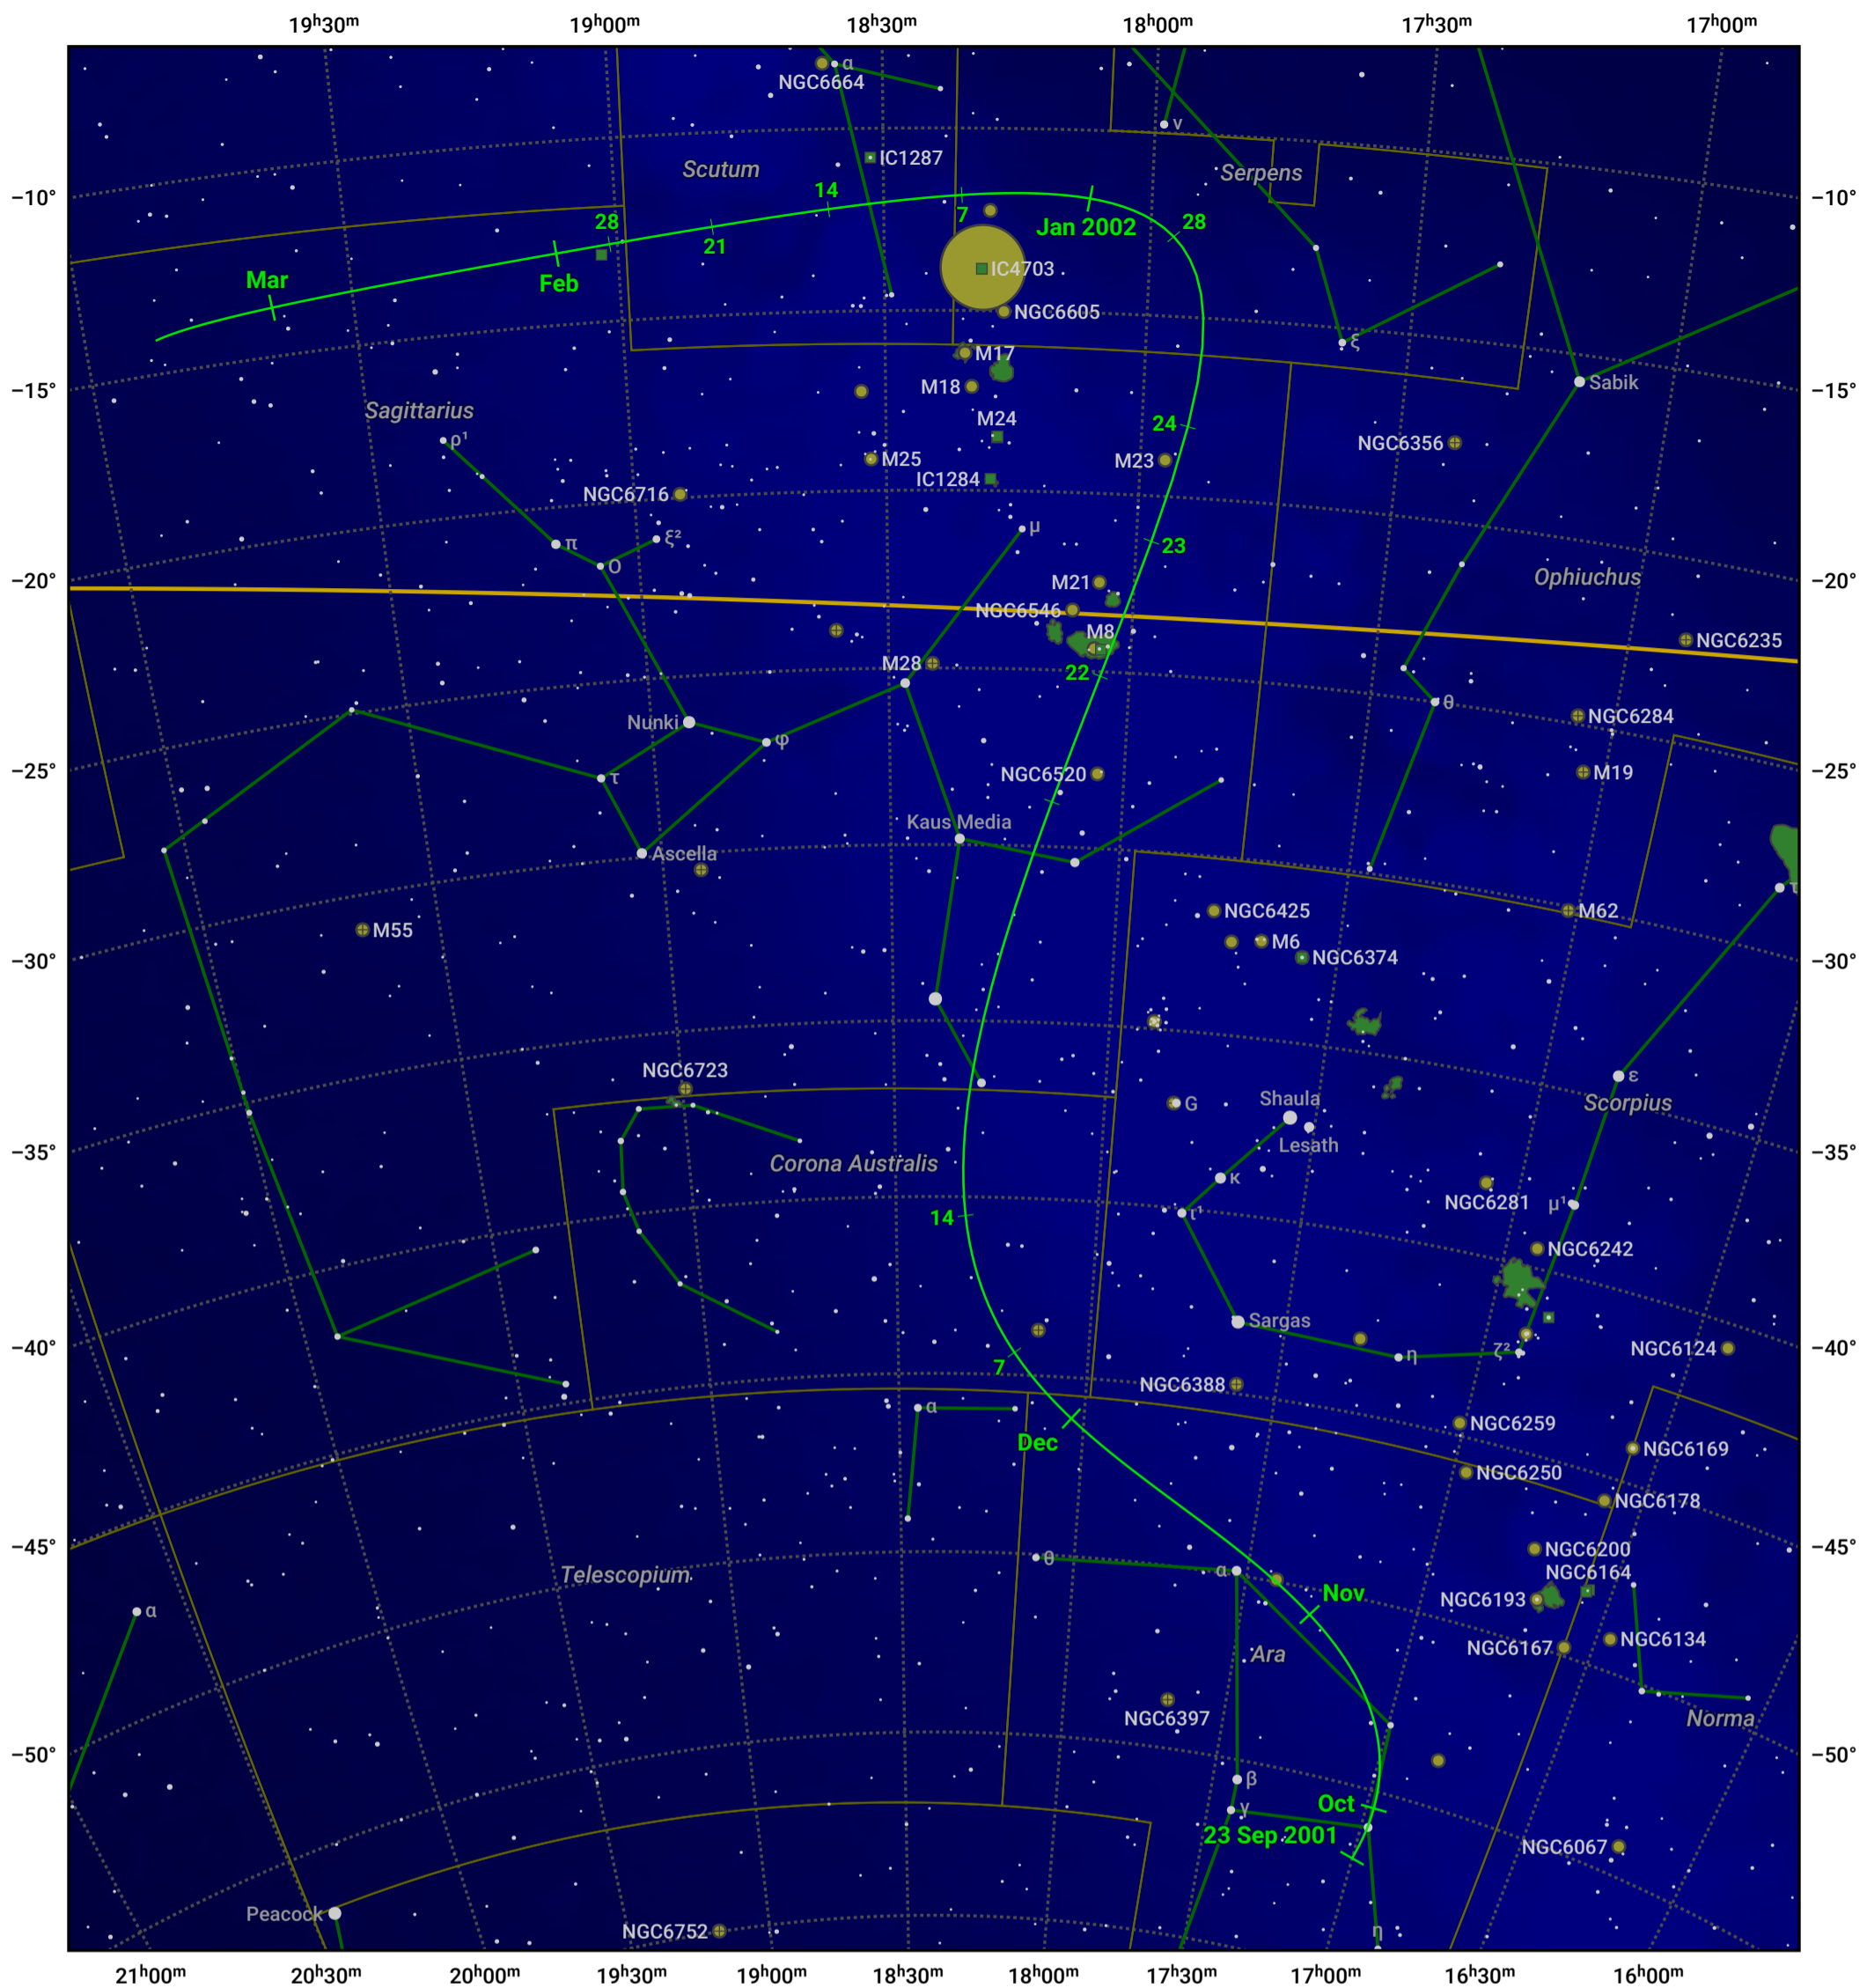 19h30m 19h00m 18h30m 18h00m 17h30m 17h00m
α
NGC6664
ν
IC1287
Scutum
Serpens
−10° −10°
14
28 7 28
Jan 2002
21
IC4703
Mar Feb
NGC6605
ξ
M17
Sabik
−15° M18 −15°
Sagittarius
M24
24
ρ¹
NGC6356
M25 M23
IC1284
NGC6716
μ
π ξ² 23
ο
−20° M21 Ophiuchus −20°
NGC6546
M8 NGC6235
M28
22
θ
Nunki NGC6284
φ
−25° τ NGC6520 M19 −25°
Kaus Media
Ascella
τ
NGC6425 M62
M55 M6
−30° NGC6374 −30°
NGC6723 ε
G Shaula Scorpius
Lesath
−35° Corona Australis −35°
κ
NGC6281 μ¹
14 ι¹
NGC6242
Sargas
−40° η ζ² NGC6124 −40°
7
NGC6388
α NGC6259
Dec NGC6169
NGC6250
NGC6178
−45° NGC6200 −45°
θ α NGC6164
Telescopium Nov NGC6193
α
NGC6134
Ara NGC6167
NGC6397 Norma
−50° −50°
β
Oct
γ
23 Sep 2001
NGC6067
Peacock
NGC6752 η
21h00m 20h30m 20h00m 19h30m 19h00m 18h30m 18h00m 17h30m 17h00m 16h30m 16h00m